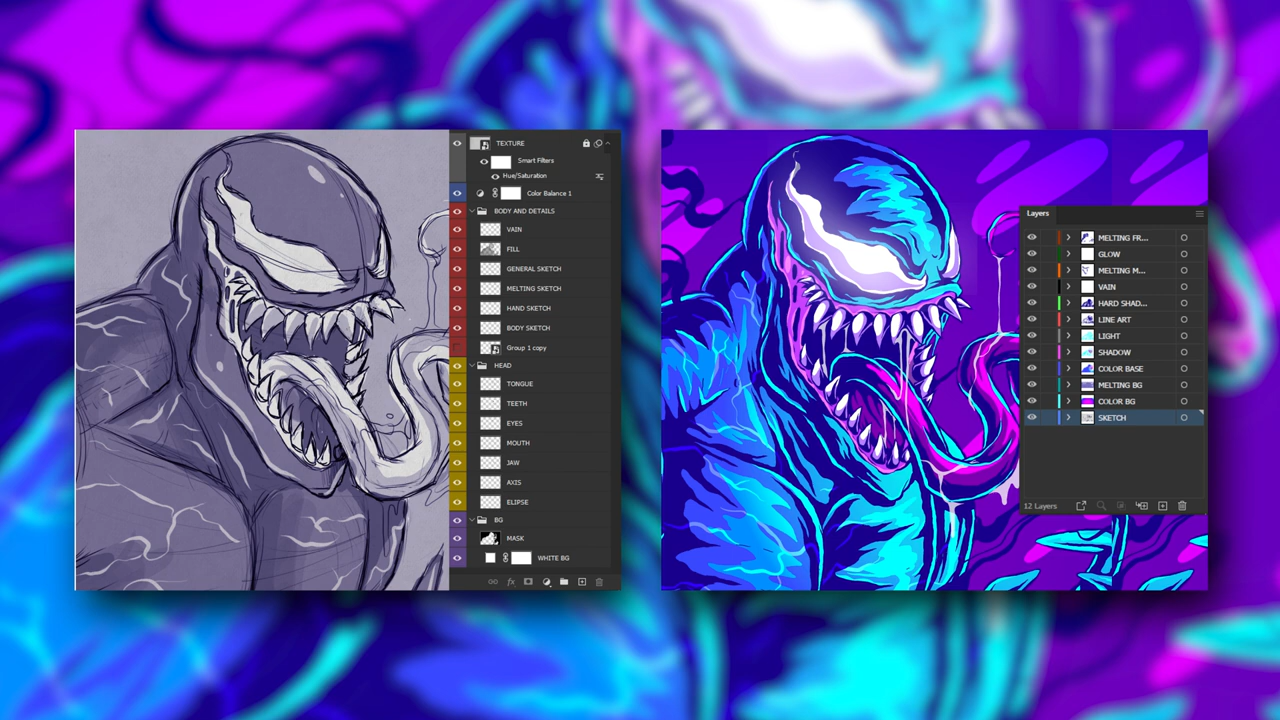 TEXTURE
Smart Filters
Hue/Saturation
Color Balance 1
BODY AND DETAILS
VAIN
FILL
GENERAL SKETCH
MELTING SKETCH
HAND SKETCH
BODY SKETCH
Group 1 copy
HEAD
TONGUE
TEETH
EYES
MOUTH
JAW
AXIS
ELIPSE
BG
MASK
WHITE BG
fx
Layers
MELTING FR...
GLOW
MELTING M...
VAIN
HARD SHAD...
LINE ART
LIGHT
SHADOW
COLOR BASE
MELTING BG
COLOR BG
SKETCH
12 Layers